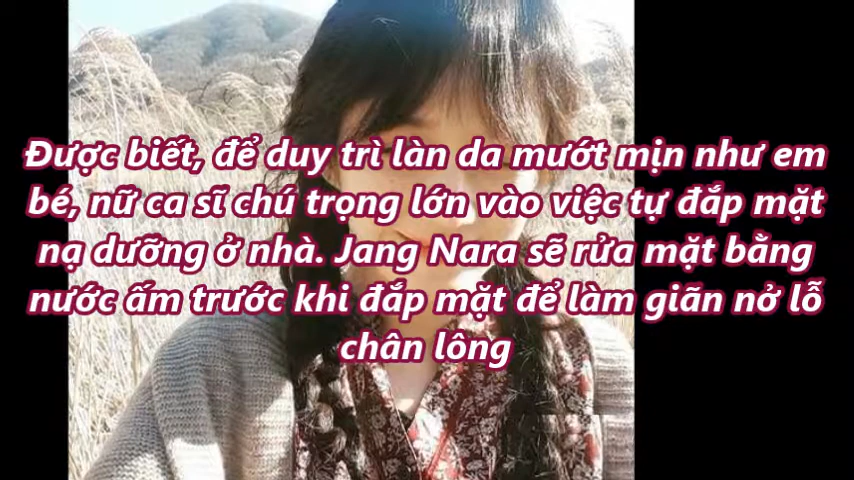 Được biết, để duy trì làn da mướt mịn như em
bé, nữ ca sĩ chú trọng lớn vào việc tự đắp mặt
nạ dưỡng ở nhà. Jang Nara sẽ rửa mặt bằng
nước ấm trước khi đắp mặt để làm giãn nở lỗ
chân lông